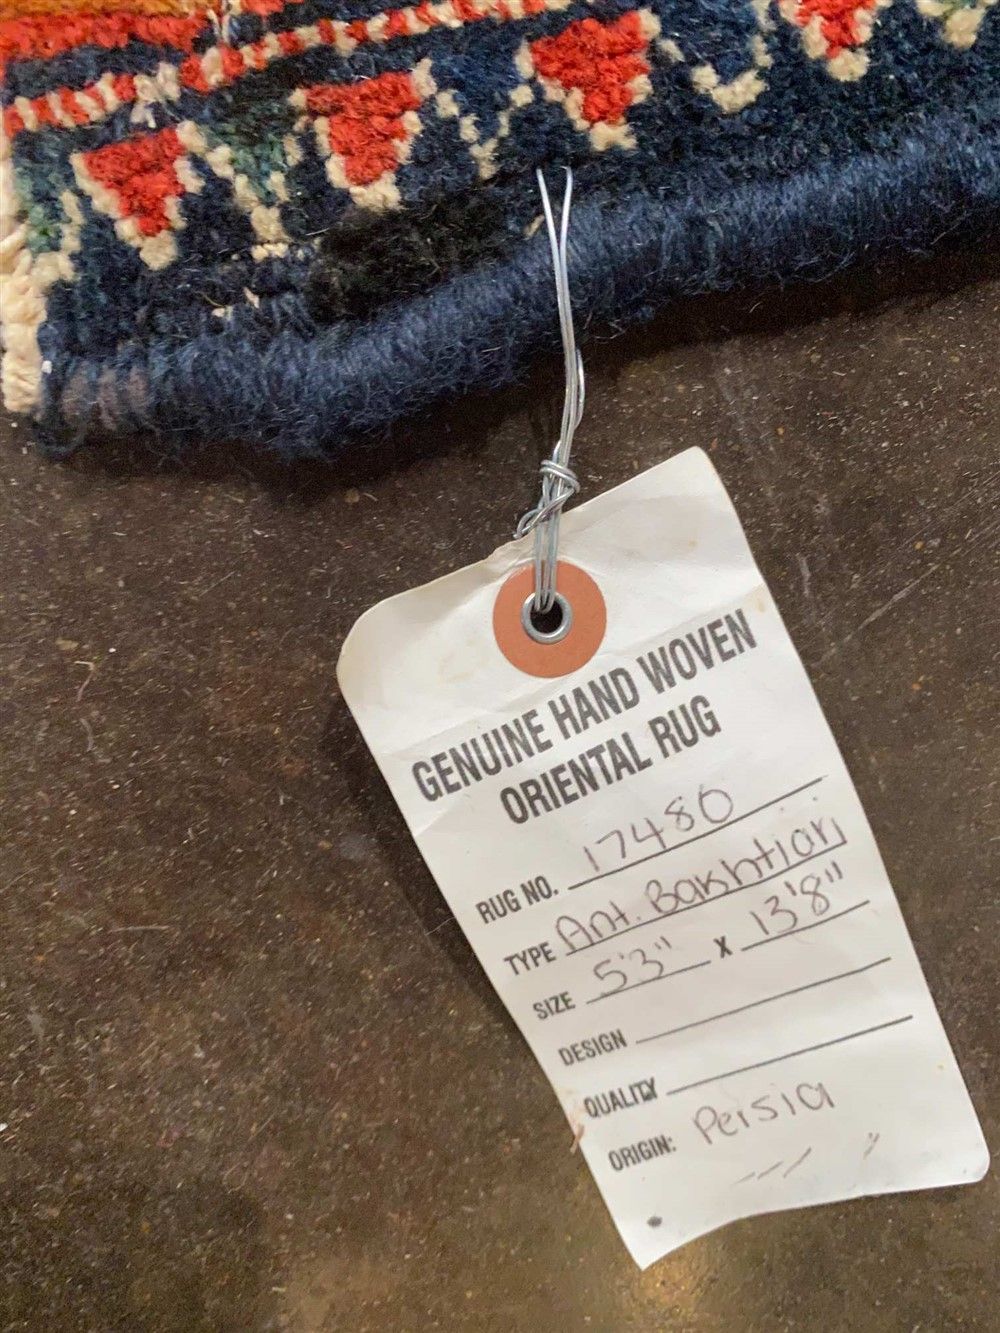 GENUINE HAND WOVEN
ORIENTAL RUG
RUG NO. 17480
TYPE Ant. Bakhtiari
SIZE 5'3" X 13'8"
DESIGN
QUALITY
ORIGIN: Persia